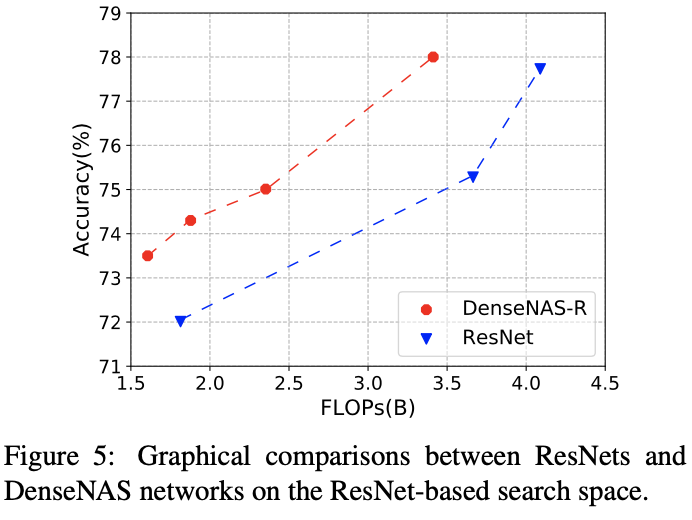 79
78
77
76
75
74
73
72
71
Accuracy(%)
DenseNAS-R
ResNet
1.5 2.0 2.5 3.0 3.5 4.0 4.5
FLOPs(B)
Figure 5: Graphical comparisons between ResNets and
DenseNAS networks on the ResNet-based search space.